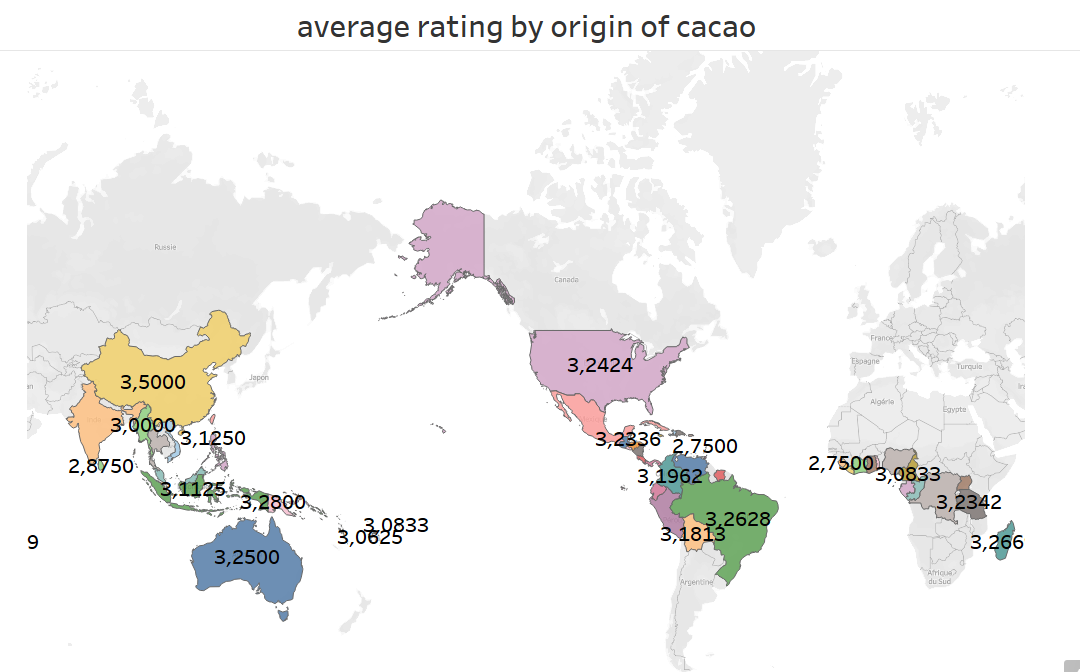 average rating by origin of cacao
Russie
Canada
France
Espagne
Turquie
Japon
3,5000
3,2424
Algérie
Égypte
3,0000
3,1250
3,2336
2,7500
2,8750
3,1962
2,7500
3,0833
3,1125
3,2800
3,2342
3,0833
3,2628
3,0625
3,1813
9
3,2500
3,266
Argentine
Afrique
du Sud